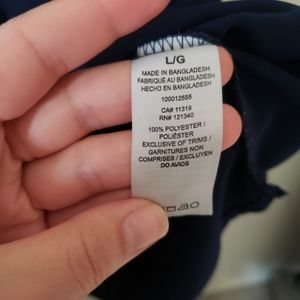 L/G
MADE IN BANGLADESH
FABRIQUÉ AU BANGLADESH
HECHO EN BANGLADESH
100012555
CA# 11319
RN# 121340
100% POLYESTER /
POLIÉSTER
EXCLUSIVE OF TRIMS /
GARNITURES NON
COMPRISES / EXCLUYEN
DO AVIOS